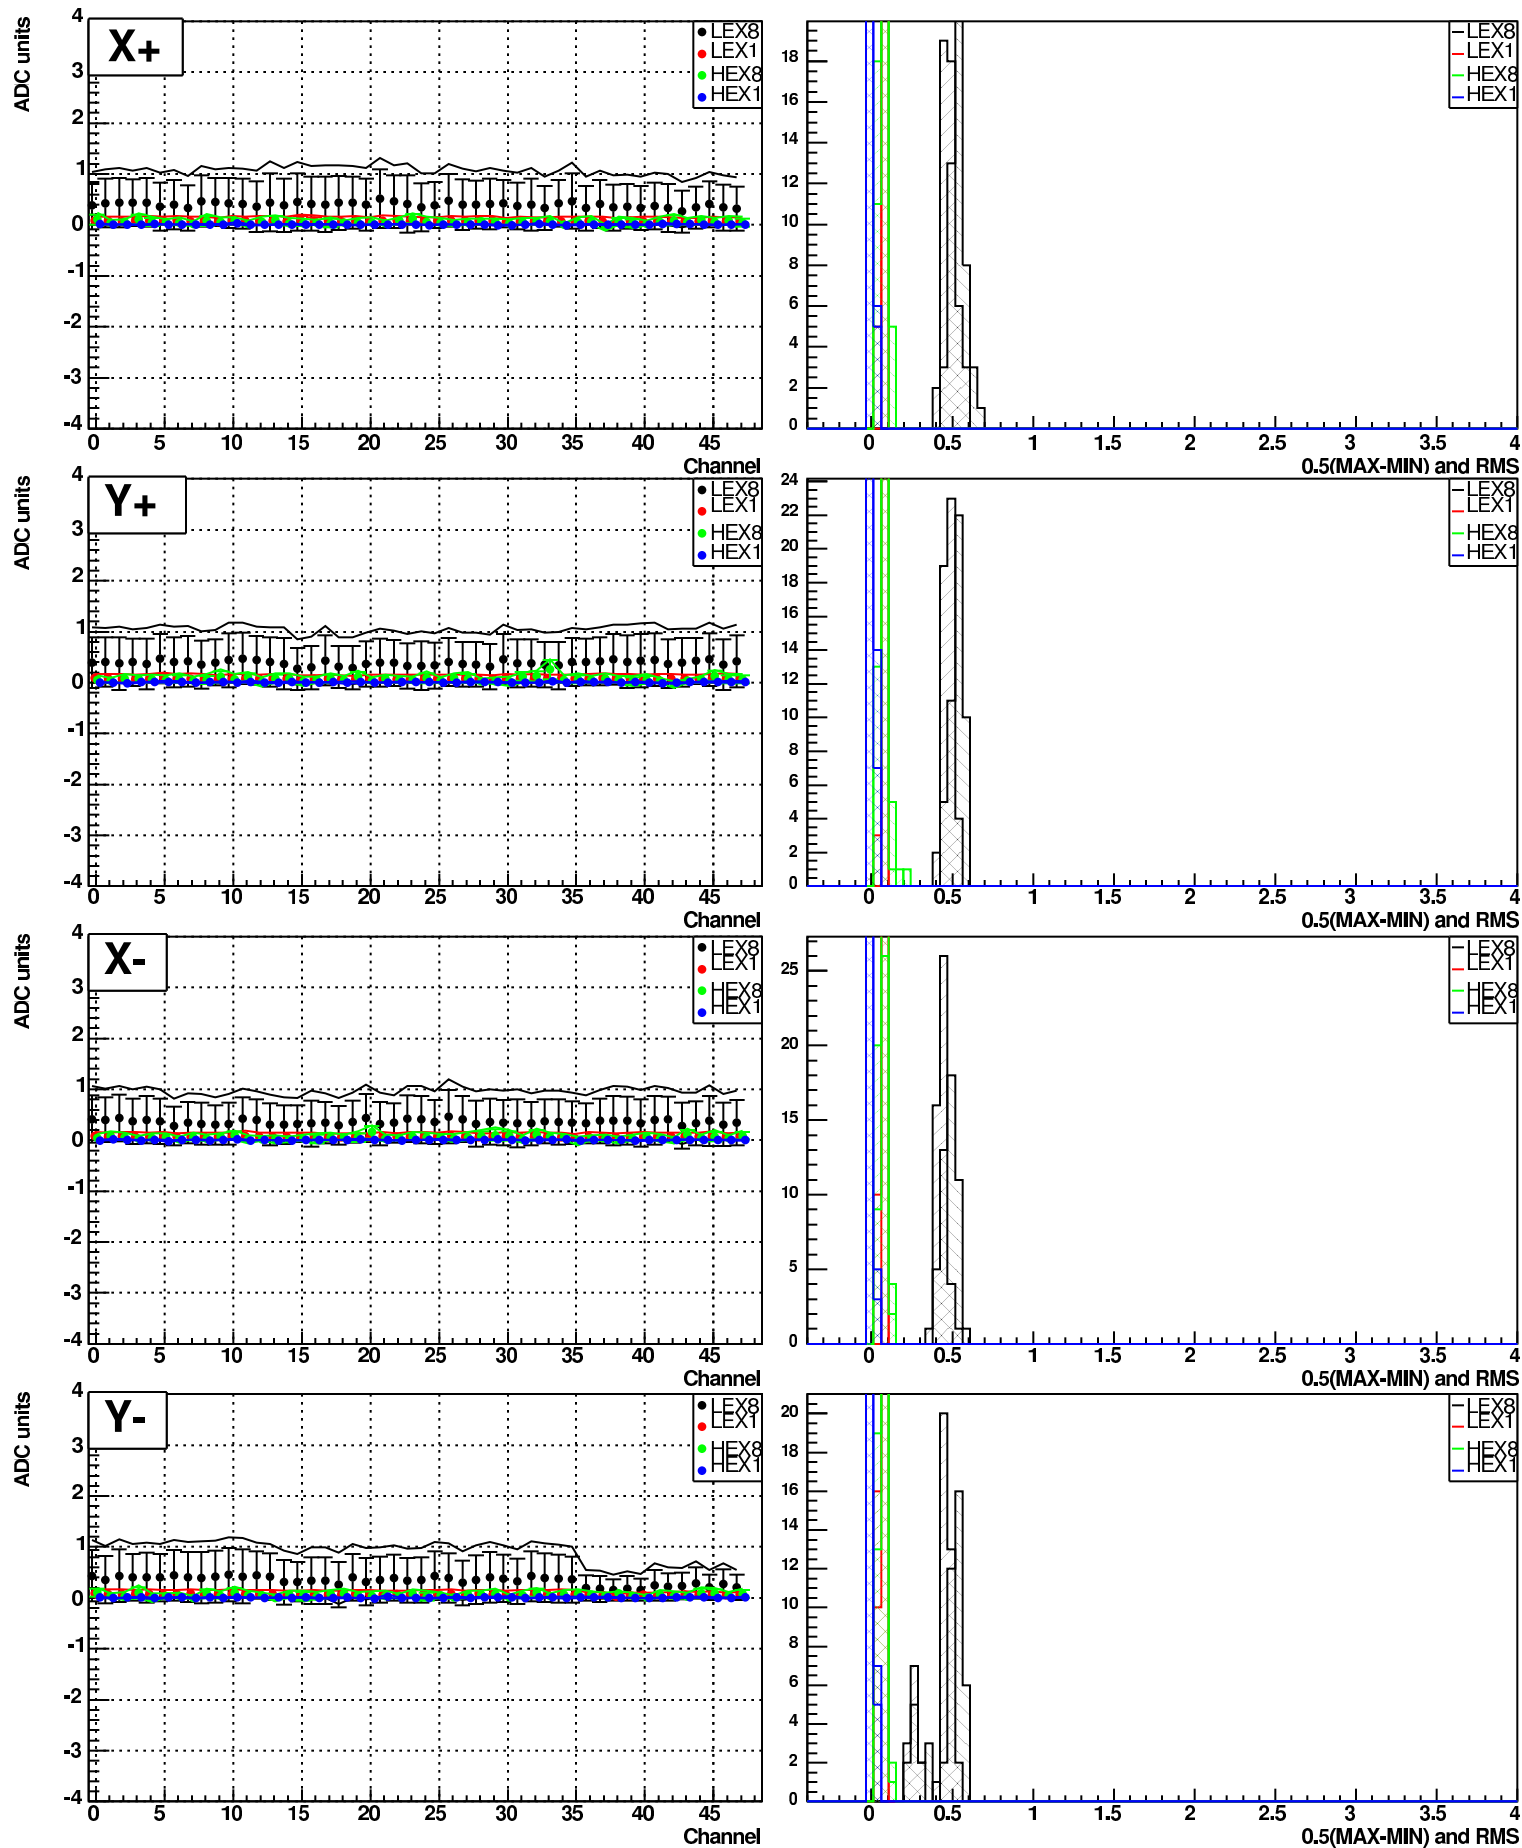 ADC units
4
3
2
1
0
-1
-2
-3
-4
X+
LEX8
LEX1
HEX8
HEX1
0 5 10 15 20 25 30 35 40 45
Channel
18
16
14
12
10
8
6
4
2
0
LEX8
LEX1
HEX8
HEX1
0 0.5 1 1.5 2 2.5 3 3.5 4
0.5(MAX-MIN) and RMS
ADC units
4
3
2
1
0
-1
-2
-3
-4
Y+
LEX8
LEX1
HEX8
HEX1
0 5 10 15 20 25 30 35 40 45
Channel
24
22
20
18
16
14
12
10
8
6
4
2
0
LEX8
LEX1
HEX8
HEX1
0 0.5 1 1.5 2 2.5 3 3.5 4
0.5(MAX-MIN) and RMS
ADC units
4
3
2
1
0
-1
-2
-3
-4
X-
LEX8
LEX1
HEX8
HEX1
0 5 10 15 20 25 30 35 40 45
Channel
25
20
15
10
5
0
LEX8
LEX1
HEX8
HEX1
0 0.5 1 1.5 2 2.5 3 3.5 4
0.5(MAX-MIN) and RMS
ADC units
4
3
2
1
0
-1
-2
-3
-4
Y-
LEX8
LEX1
HEX8
HEX1
0 5 10 15 20 25 30 35 40 45
Channel
20
18
16
14
12
10
8
6
4
2
0
LEX8
LEX1
HEX8
HEX1
0 0.5 1 1.5 2 2.5 3 3.5 4
0.5(MAX-MIN) and RMS